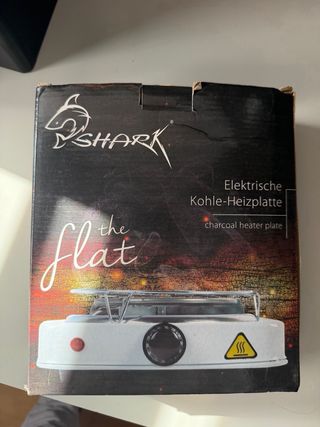 SHARK®
Elektrische
Kohle-Heizplatte
charcoal heater plate
the
flat